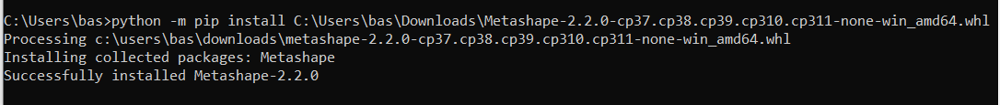 C:\Users\bas>python -m pip install C:\Users\bas\Downloads\Metashape-2.2.0-cp37.cp38.cp39.cp310.cp311-none-win_amd64.whl
Processing c:\users\bas\downloads\metashape-2.2.0-cp37.cp38.cp39.cp310.cp311-none-win_amd64.whl
Installing collected packages: Metashape
Successfully installed Metashape-2.2.0